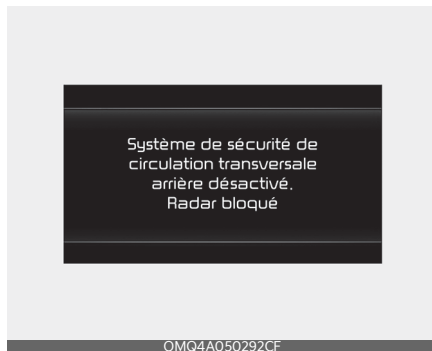 Système de sécurité de
circulation transversale
arrière désactivé.
Radar bloqué
OMQ4A050292CF